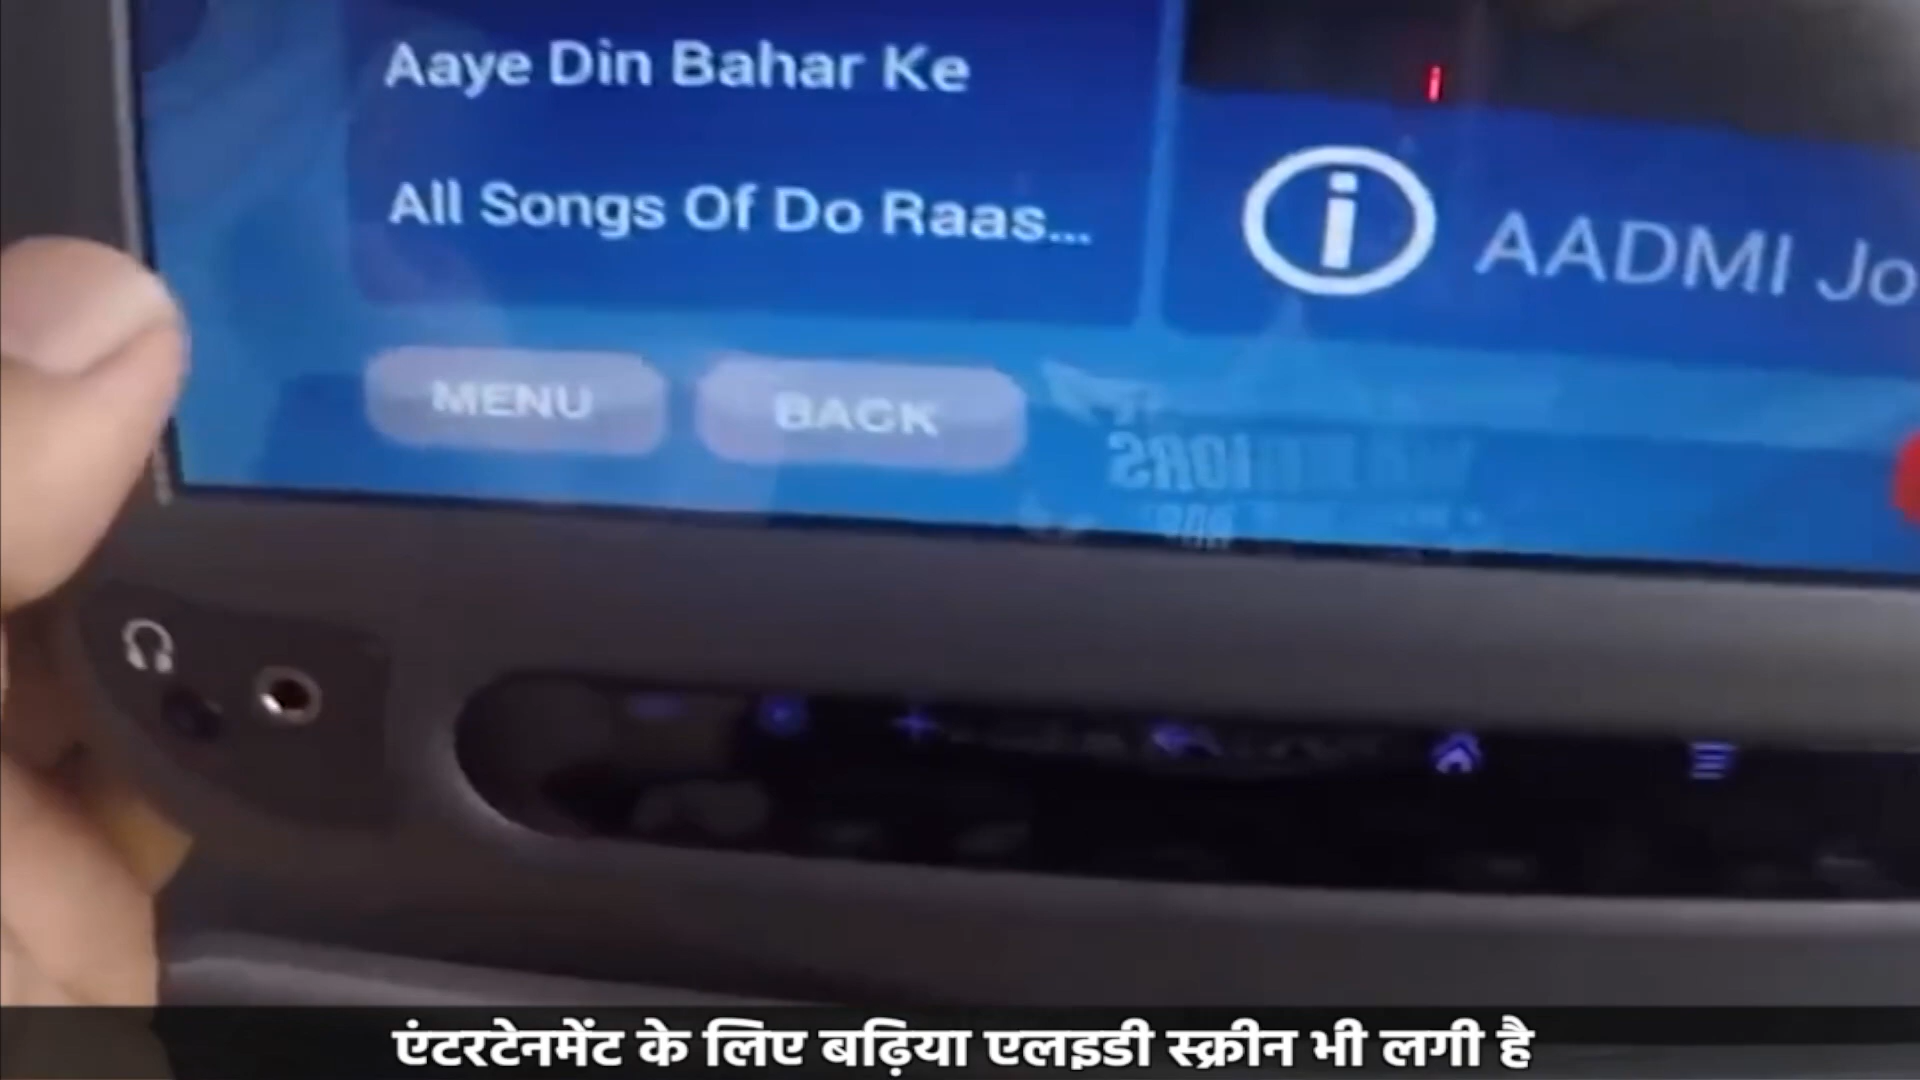 Aaye Din Bahar Ke
All Songs Of Do Raas...
i AADMI Jo
MENU BACK
एंटरटेनमेंट के लिए बढ़िया एलइडी स्क्रीन भी लगी है